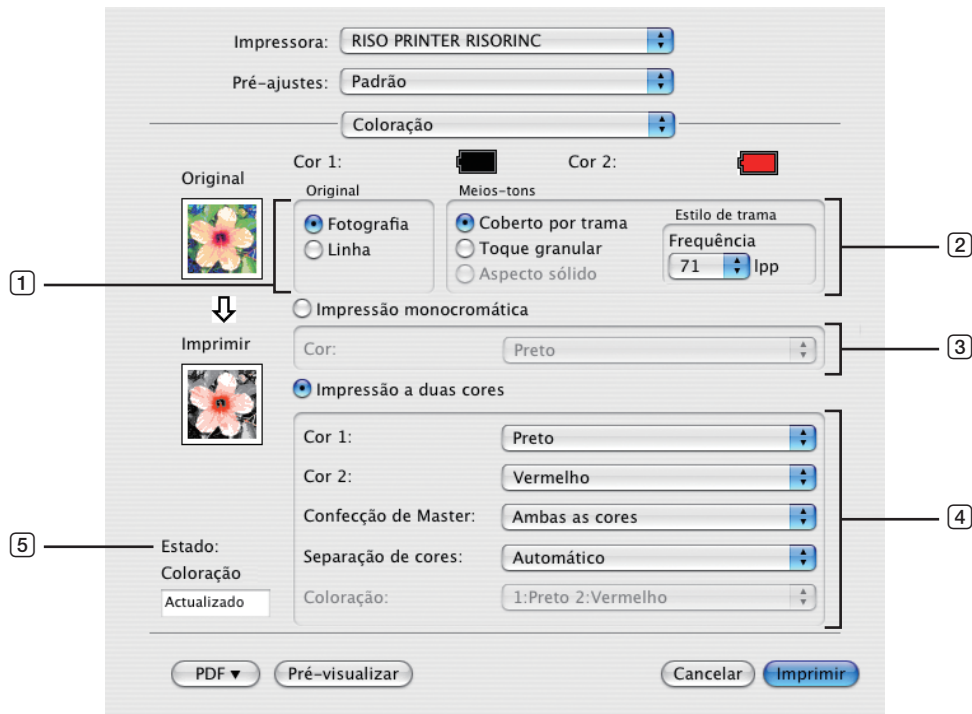 Impressora: RISO PRINTER RISORINC
Pré-ajustes: Padrão
Coloração
Cor 1: Cor 2:
Original
Original
Fotografia
Linha
Meios-tons
Coberto por trama
Toque granular
Aspecto sólido
Estilo de trama
Frequência
71 lpp
1
2
Impressão monocromática
Imprimir
Cor: Preto
3
Impressão a duas cores
Cor 1: Preto
Cor 2: Vermelho
Confecção de Master: Ambas as cores
Separação de cores: Automático
Coloração: 1:Preto 2:Vermelho
4
5
Estado:
Coloração
Actualizado
PDF Pré-visualizar Cancelar Imprimir